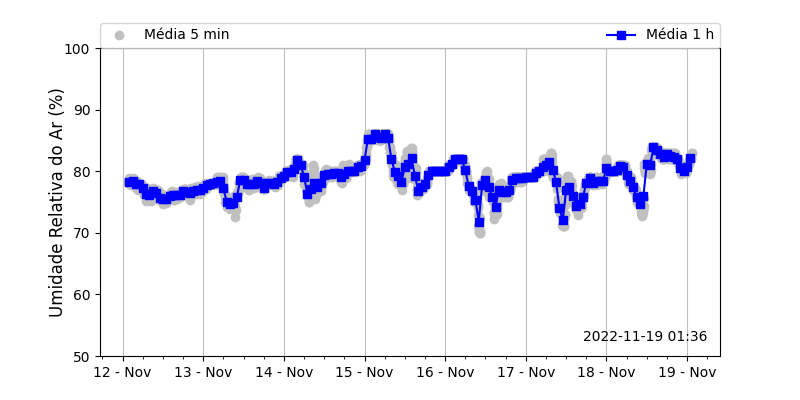 Média 5 min Média 1 h
100
90
80
70
60
50
Umidade Relativa do Ar (%)
2022-11-19 01:36
12 - Nov 13 - Nov 14 - Nov 15 - Nov 16 - Nov 17 - Nov 18 - Nov 19 - Nov